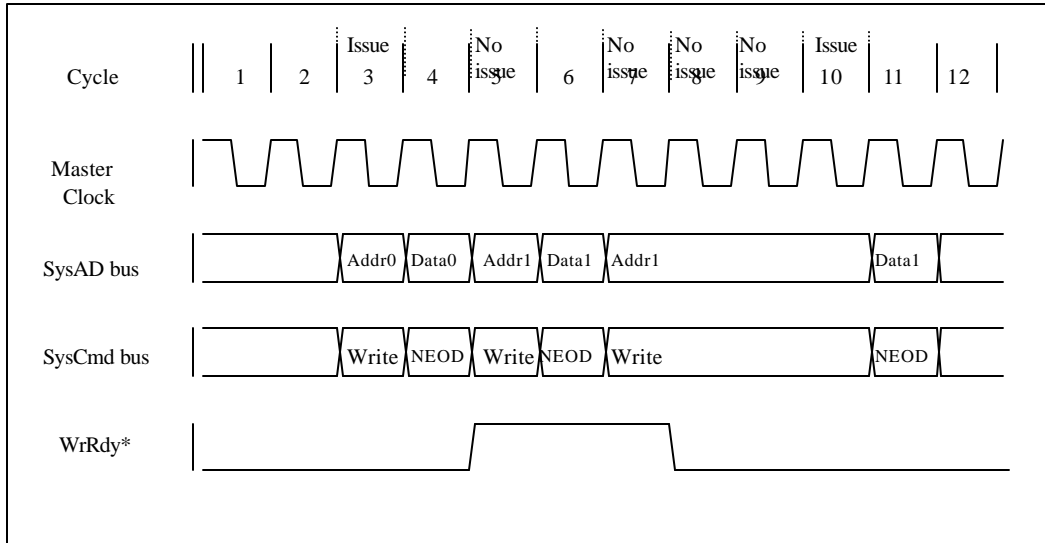 Issue No No No No Issue
issue issue issue issue
Cycle 1 2 3 4 5 6 7 8 9 10 11 12
Master
Clock
SysAD bus Addr0 Data0 Addr1 Data1 Addr1 Data1
SysCmd bus Write NEOD Write NEOD Write NEOD
WrRdy*